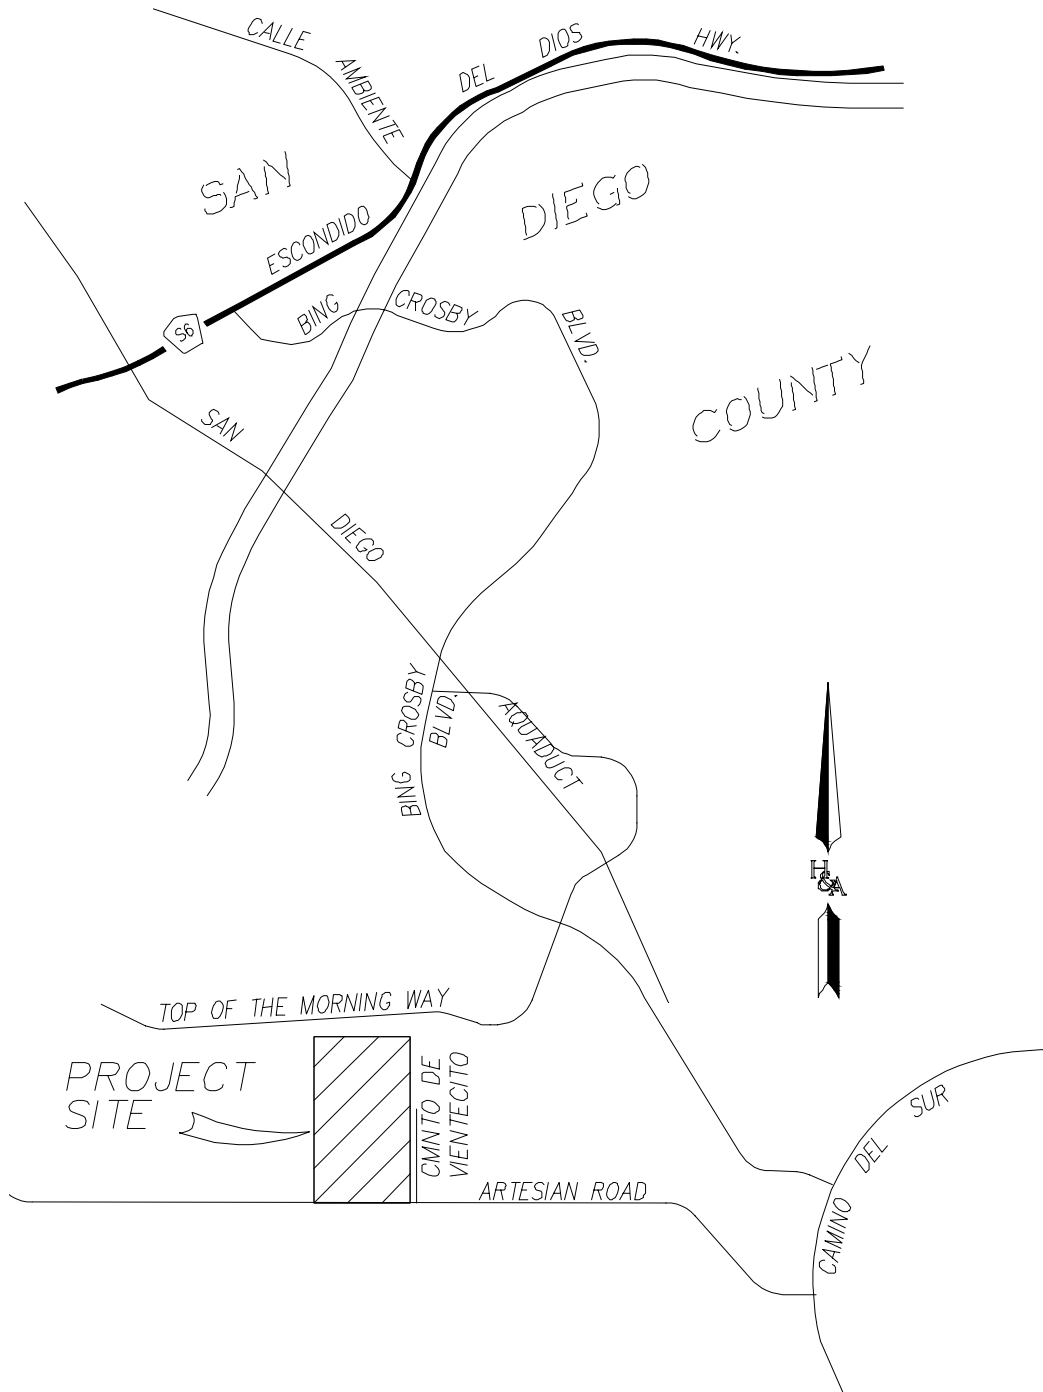 CALLE
AMBIENTE
DEL DIOS HWY.
SAN DIEGO COUNTY
ESCONDIDO
S6
BING CROSBY BLVD.
SAN DIEGO AQUADUCT
BING CROSBY
BLVD.
H&A
TOP OF THE MORNING WAY
PROJECT
SITE
CMNTO DE
VIENTECITO
ARTESIAN ROAD
CAMINO DEL SUR